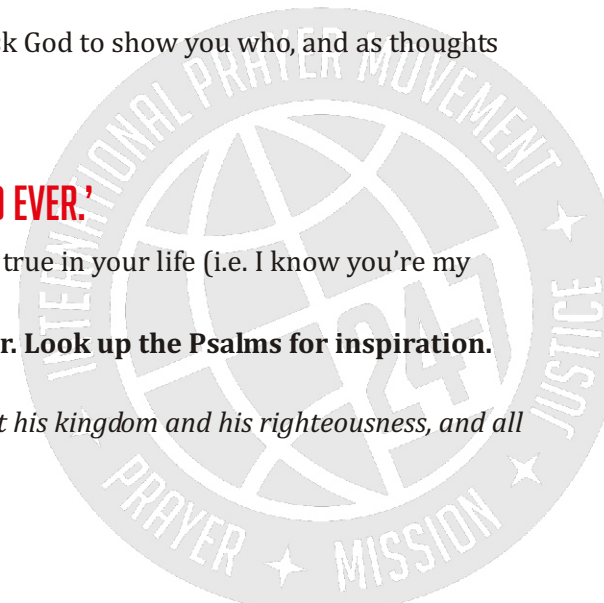 k God to show you who, and as thoughts
EVER.’
true in your life (i.e. I know you’re my
r. Look up the Psalms for inspiration.
t his kingdom and his righteousness, and all
INTERNATIONAL PRAYER MOVEMENT
24-7
PRAYER MISSION JUSTICE